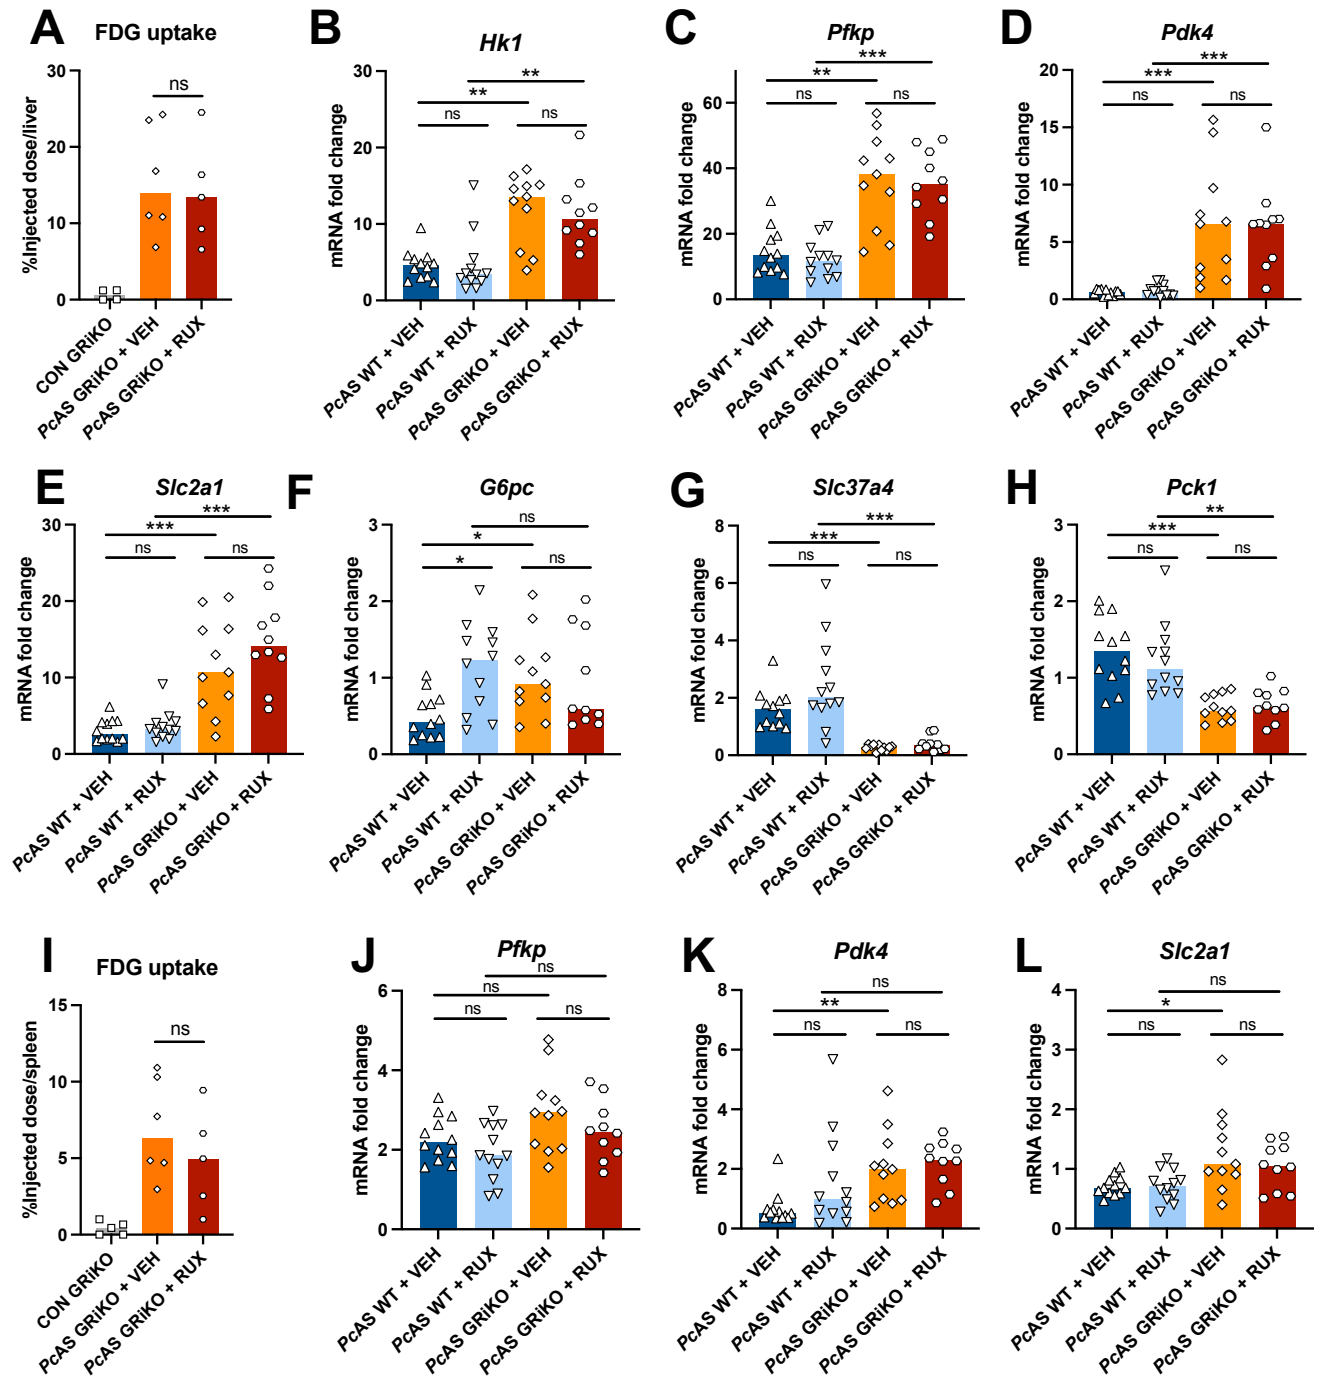 A
FDG uptake
%Injected dose/liver
30
20
10
0
ns
CON GRiKO
PcAS GRiKO + VEH
PcAS GRiKO + RUX
B
Hk1
mRNA fold change
30
20
10
0
**
**
ns
ns
PcAS WT + VEH
PcAS WT + RUX
PcAS GRiKO + VEH
PcAS GRiKO + RUX
C
Pfkp
mRNA fold change
60
40
20
0
***
**
ns
ns
PcAS WT + VEH
PcAS WT + RUX
PcAS GRiKO + VEH
PcAS GRiKO + RUX
D
Pdk4
mRNA fold change
20
15
10
5
0
***
***
ns
ns
PcAS WT + VEH
PcAS WT + RUX
PcAS GRiKO + VEH
PcAS GRiKO + RUX
E
Slc2a1
mRNA fold change
30
20
10
0
***
***
ns
ns
PcAS WT + VEH
PcAS WT + RUX
PcAS GRiKO + VEH
PcAS GRiKO + RUX
F
G6pc
mRNA fold change
3
2
1
0
ns
*
*
ns
PcAS WT + VEH
PcAS WT + RUX
PcAS GRiKO + VEH
PcAS GRiKO + RUX
G
Slc37a4
mRNA fold change
8
6
4
2
0
***
***
ns
ns
PcAS WT + VEH
PcAS WT + RUX
PcAS GRiKO + VEH
PcAS GRiKO + RUX
H
Pck1
mRNA fold change
3
2
1
0
**
***
ns
ns
PcAS WT + VEH
PcAS WT + RUX
PcAS GRiKO + VEH
PcAS GRiKO + RUX
I
FDG uptake
%Injected dose/spleen
15
10
5
0
ns
CON GRiKO
PcAS GRiKO + VEH
PcAS GRiKO + RUX
J
Pfkp
mRNA fold change
6
4
2
0
ns
ns
ns
ns
PcAS WT + VEH
PcAS WT + RUX
PcAS GRiKO + VEH
PcAS GRiKO + RUX
K
Pdk4
mRNA fold change
8
6
4
2
0
ns
**
ns
ns
PcAS WT + VEH
PcAS WT + RUX
PcAS GRiKO + VEH
PcAS GRiKO + RUX
L
Slc2a1
mRNA fold change
4
3
2
1
0
ns
*
ns
ns
PcAS WT + VEH
PcAS WT + RUX
PcAS GRiKO + VEH
PcAS GRiKO + RUX